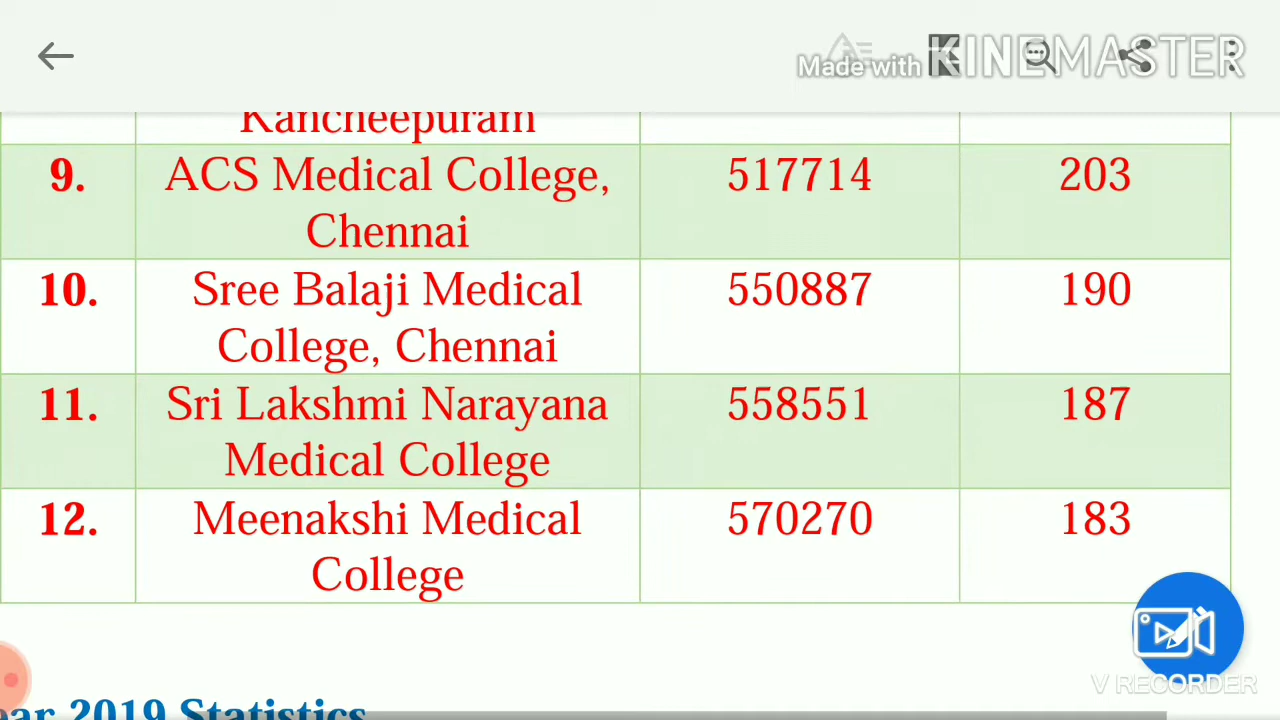 Made with KINEMASTER
Kancheepuram
9. ACS Medical College, 517714 203
Chennai
10. Sree Balaji Medical 550887 190
College, Chennai
11. Sri Lakshmi Narayana 558551 187
Medical College
12. Meenakshi Medical 570270 183
College
V RECORDER
ear 2019 Statistics